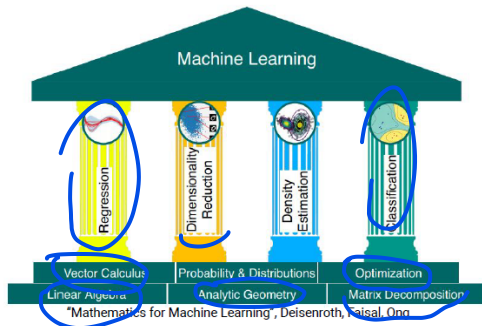 Machine Learning
Regression
Dimensionality
Reduction
Density
Estimation
Classification
Vector Calculus
Probability & Distributions
Optimization
Linear Algebra
Analytic Geometry
Matrix Decomposition
"Mathematics for Machine Learning", Deisenroth, Faisal, Ong